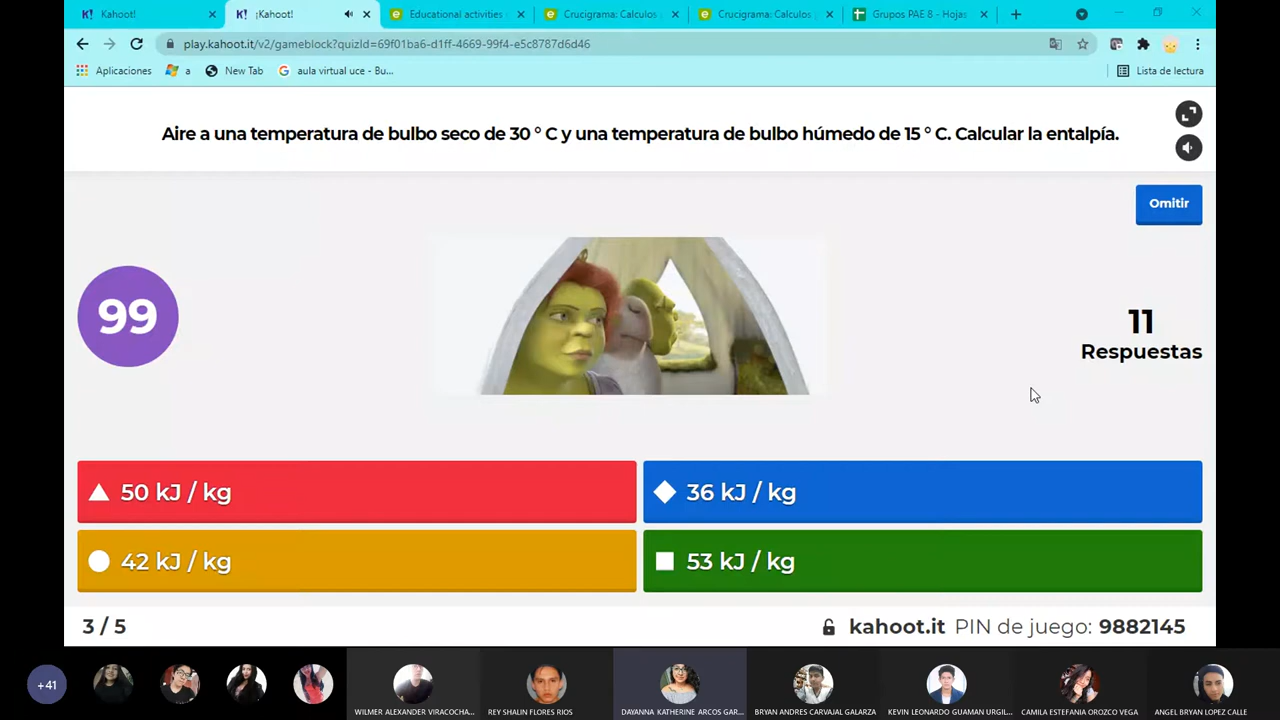 Kahoot!
¡Kahoot!
Educational activities
Crucigrama: Calculos
Crucigrama: Calculos
Grupos PAE 8 - Hojas
play.kahoot.it/v2/gameblock?quizId=69f01ba6-d1ff-4669-99f4-e5c8787d6d46
Aplicaciones
a
New Tab
aula virtual uce - Bu...
Lista de lectura
Aire a una temperatura de bulbo seco de 30 ° C y una temperatura de bulbo húmedo de 15 ° C. Calcular la entalpía.
Omitir
99
11
Respuestas
50 kJ / kg
36 kJ / kg
42 kJ / kg
53 kJ / kg
3 / 5
kahoot.it PIN de juego: 9882145
+41
WILMER ALEXANDER VIRACOCHA...
REY SHALIN FLORES RIOS
DAYANNA KATHERINE ARCOS GAR...
BRYAN ANDRES CARVAJAL GALARZA
KEVIN LEONARDO GUAMAN URGIL...
CAMILA ESTEFANIA OROZCO VEGA
ANGEL BRYAN LOPEZ CALLE